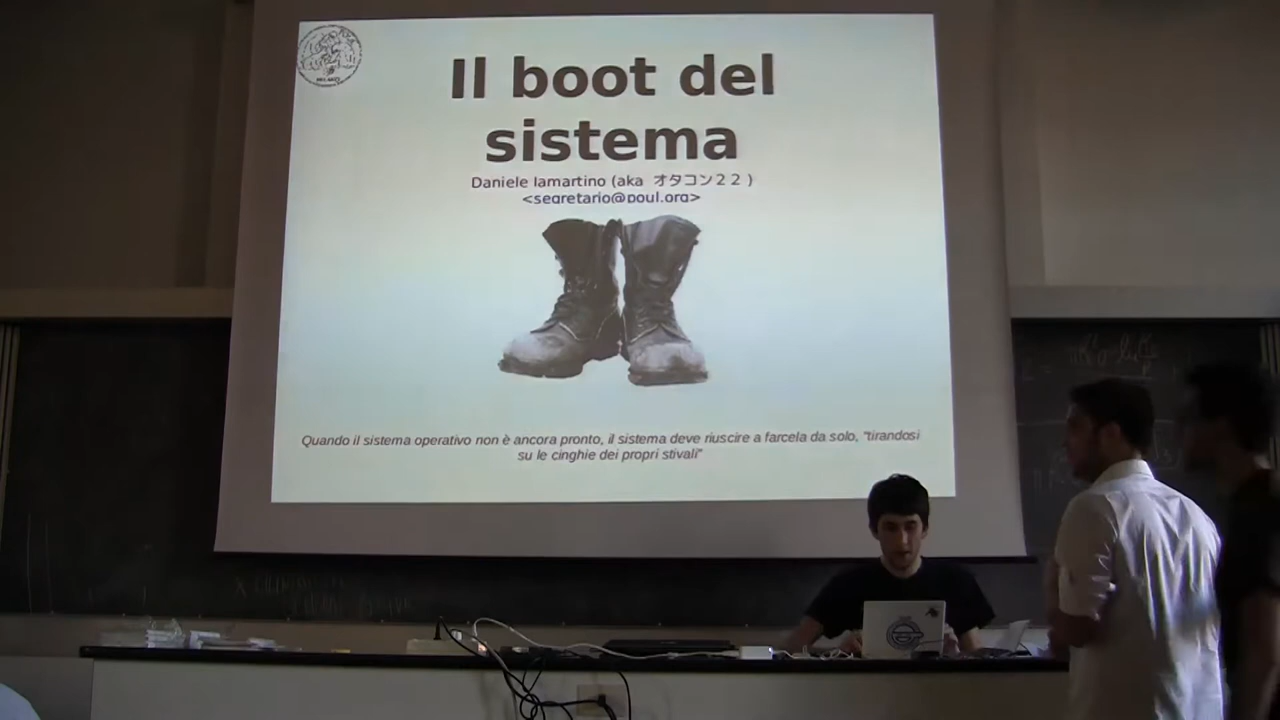 Il boot del
sistema
Daniele Iamartino (aka オタコン２２)
<segretario@poul.org>
Quando il sistema operativo non è ancora pronto, il sistema deve riuscire a farcela da solo, "tirandosi
su le cinghie dei propri stivali"